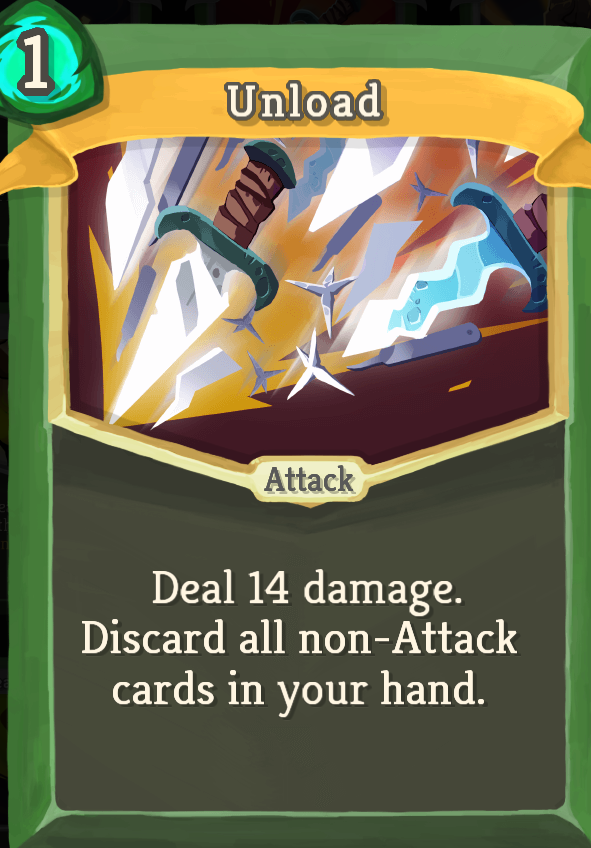 1
Unload
Attack
Deal 14 damage.
Discard all non-Attack
cards in your hand.